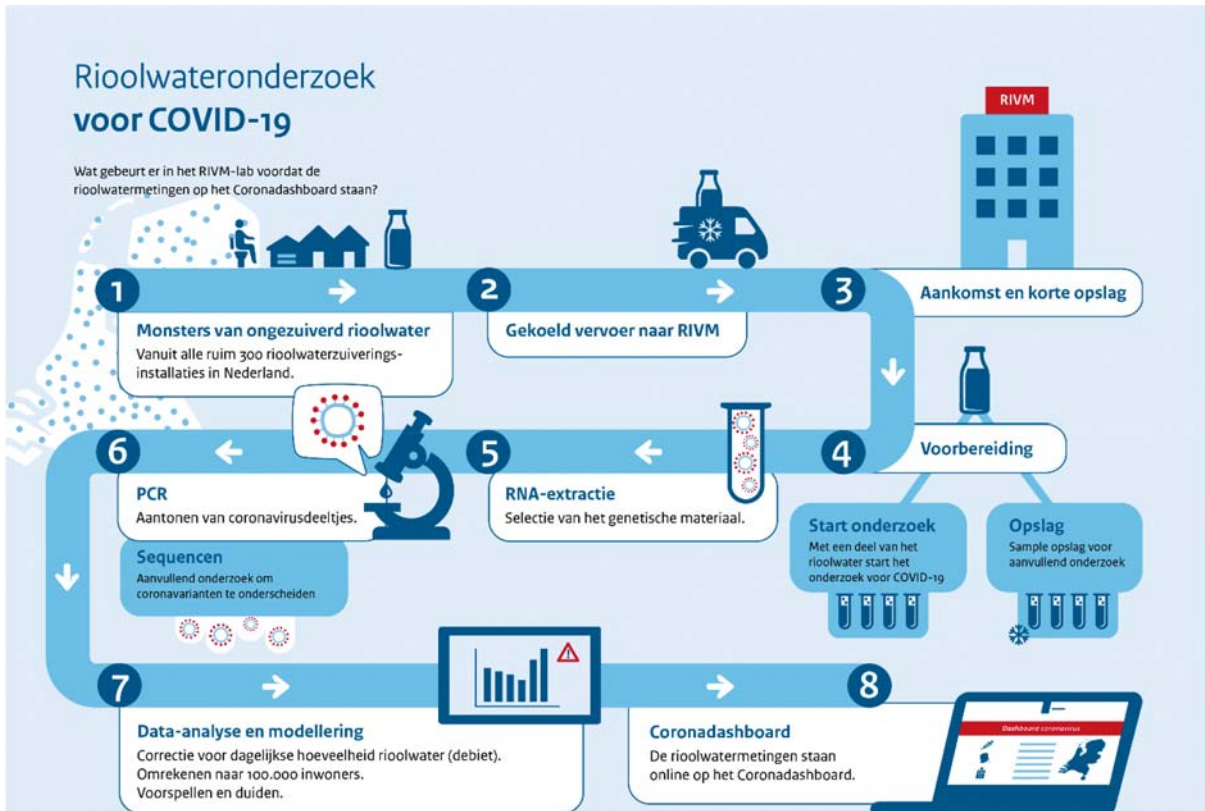 Rioolwateronderzoek
voor COVID-19
Wat gebeurt er in het RIVM-lab voordat de
rioolwatermetingen op het Coronadashboard staan?
RIVM
1
Monsters van ongezuiverd rioolwater
Vanuit alle ruim 300 rioolwaterzuiverings-
installaties in Nederland.
2
Gekoeld vervoer naar RIVM
3
Aankomst en korte opslag
4
Voorbereiding
Start onderzoek
Met een deel van het
rioolwater start het
onderzoek voor COVID-19
Opslag
Sample opslag voor
aanvullend onderzoek
5
RNA-extractie
Selectie van het genetische materiaal.
6
PCR
Aantonen van coronavirusdeeltjes.
Sequencen
Aanvullend onderzoek om
coronavarianten te onderscheiden
7
Data-analyse en modellering
Correctie voor dagelijkse hoeveelheid rioolwater (debiet).
Omrekenen naar 100.000 inwoners.
Voorspellen en duiden.
8
Coronadashboard
De rioolwatermetingen staan
online op het Coronadashboard.
Dashboard coronavirus